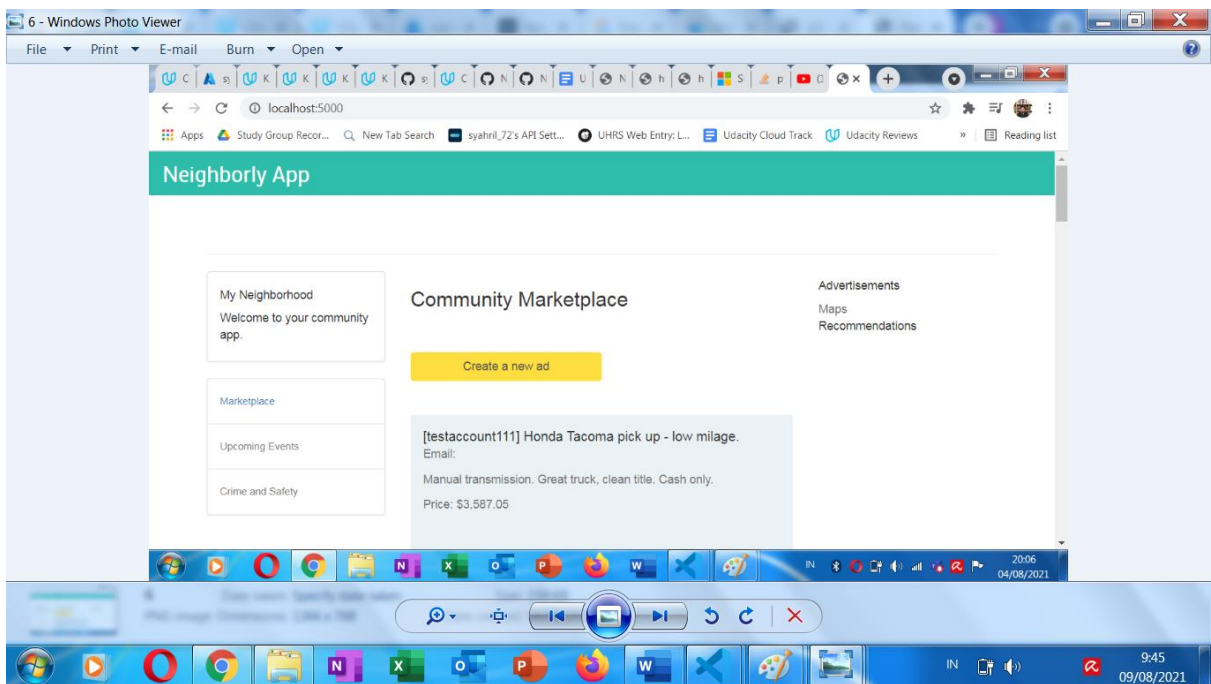 6 - Windows Photo Viewer
File Print E-mail Burn Open
localhost:5000
Apps Study Group Recor... New Tab Search syahril_72's API Sett... UHRS Web Entry; L... Udacity Cloud Track Udacity Reviews » Reading list
Neighborly App
My Neighborhood
Welcome to your community
app.
Marketplace
Upcoming Events
Crime and Safety
Community Marketplace
Create a new ad
[testaccount111] Honda Tacoma pick up - low milage.
Email:
Manual transmission. Great truck, clean title. Cash only.
Price: $3,587.05
Advertisements
Maps
Recommendations
IN 20:06
04/08/2021
IN 9:45
09/08/2021